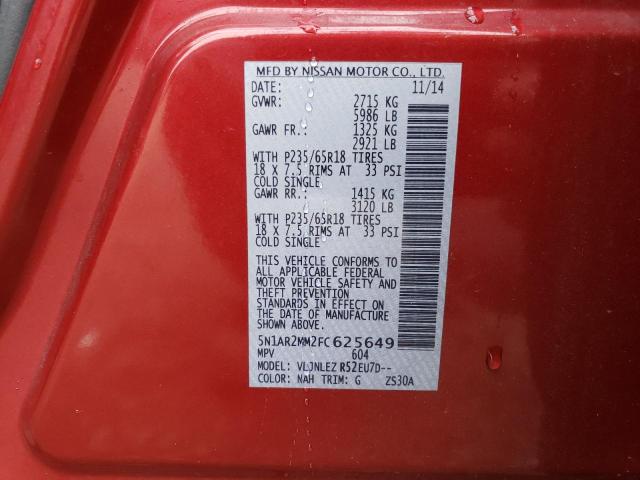 MFD BY NISSAN MOTOR CO., LTD.
DATE: 11/14
GVWR: 2715 KG
5986 LB
GAWR FR.: 1325 KG
2921 LB
WITH P235/65R18 TIRES
18 X 7.5 RIMS AT 33 PSI
COLD SINGLE
GAWR RR.: 1415 KG
3120 LB
WITH P235/65R18 TIRES
18 X 7.5 RIMS AT 33 PSI
COLD SINGLE
THIS VEHICLE CONFORMS TO
ALL APPLICABLE FEDERAL
MOTOR VEHICLE SAFETY AND
THEFT PREVENTION
STANDARDS IN EFFECT ON
THE DATE OF MANUFACTURE
SHOWN ABOVE.
5N1AR2MM2FC625649
MPV 604
MODEL: VLJNLEZ R52EU7D--
COLOR: NAH TRIM: G ZS30A